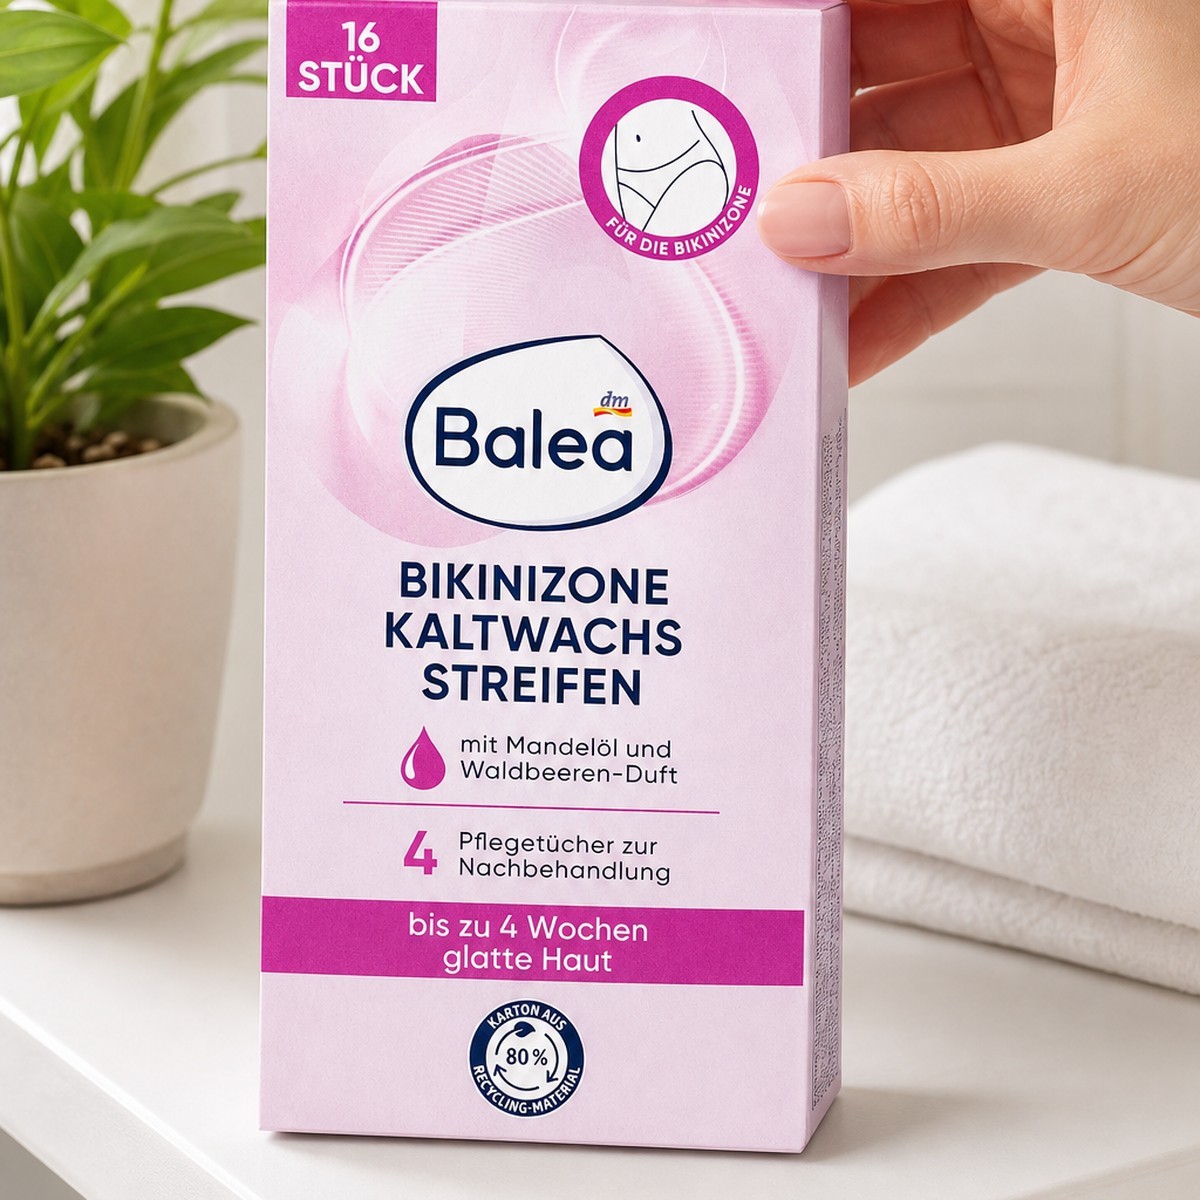 16
STÜCK
FÜR DIE BIKINIZONE
dm
Balea
BIKINIZONE
KALTWACHS
STREIFEN
mit Mandelöl und
Waldbeeren-Duft
4
Pflegetücher zur
Nachbehandlung
bis zu 4 Wochen
glatte Haut
KARTON AUS
80 %
RECYCLING-MATERIAL